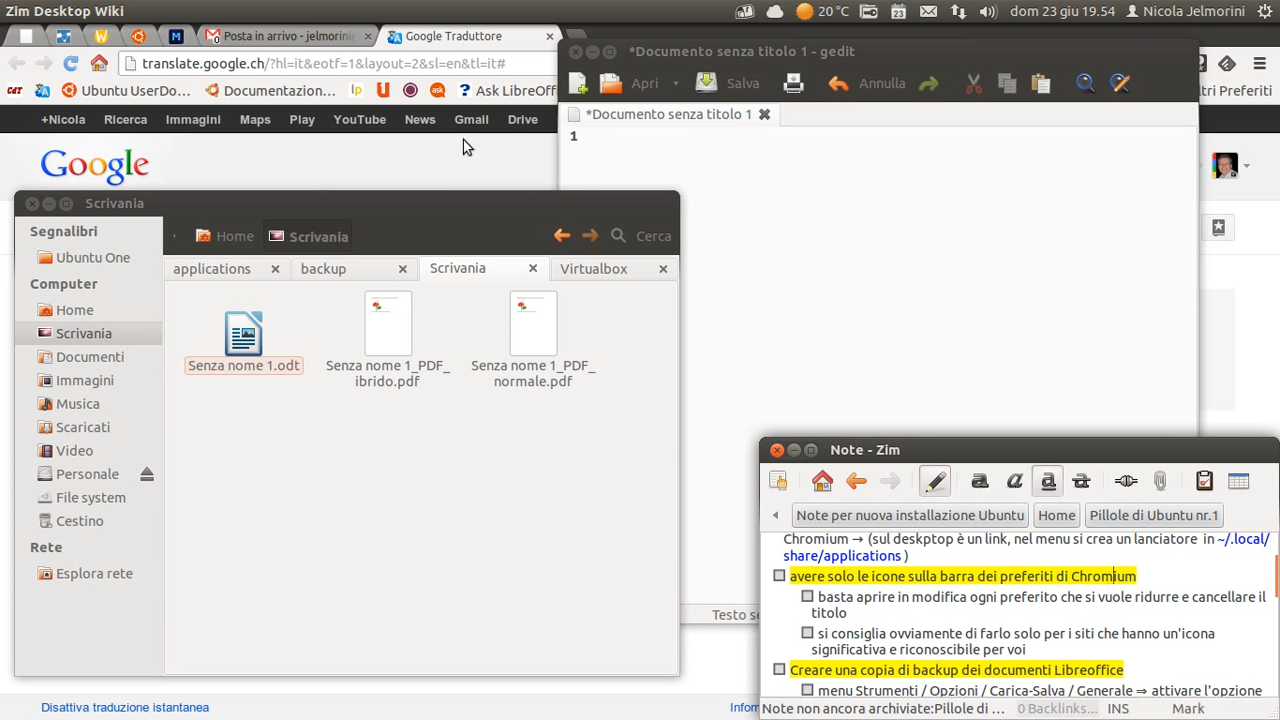 Zim Desktop Wiki
20 °C
23
dom 23 giu 19.54
Nicola Jelmorini
Posta in arrivo - jelmorini
Google Traduttore
translate.google.ch/?hl=it&eotf=1&layout=2&sl=en&tl=it#
CAT
Ubuntu UserDo...
Documentazion...
lp
ask
Ask LibreOff
ltri Preferiti
+Nicola Ricerca Immagini Maps Play YouTube News Gmail Drive
Google
*Documento senza titolo 1 - gedit
Apri
Salva
Annulla
*Documento senza titolo 1
1
Testo se
Scrivania
Segnalibri
Ubuntu One
Computer
Home
Scrivania
Documenti
Immagini
Musica
Scaricati
Video
Personale
File system
Cestino
Rete
Esplora rete
Home
Scrivania
Cerca
applications
backup
Scrivania
Virtualbox
Senza nome 1.odt
Senza nome 1_PDF_
ibrido.pdf
Senza nome 1_PDF_
normale.pdf
Note - Zim
Note per nuova installazione Ubuntu
Home
Pillole di Ubuntu nr.1
Chromium → (sul deskptop è un link, nel menu si crea un lanciatore in ~/.local/
share/applications )
avere solo le icone sulla barra dei preferiti di Chromium
basta aprire in modifica ogni preferito che si vuole ridurre e cancellare il
titolo
si consiglia ovviamente di farlo solo per i siti che hanno un'icona
significativa e riconoscibile per voi
Creare una copia di backup dei documenti Libreoffice
menu Strumenti / Opzioni / Carica-Salva / Generale ⇒ attivare l'opzione
Note non ancora archiviate:Pillole di ...
0 Backlinks...
INS
Mark
Disattiva traduzione istantanea
Inform